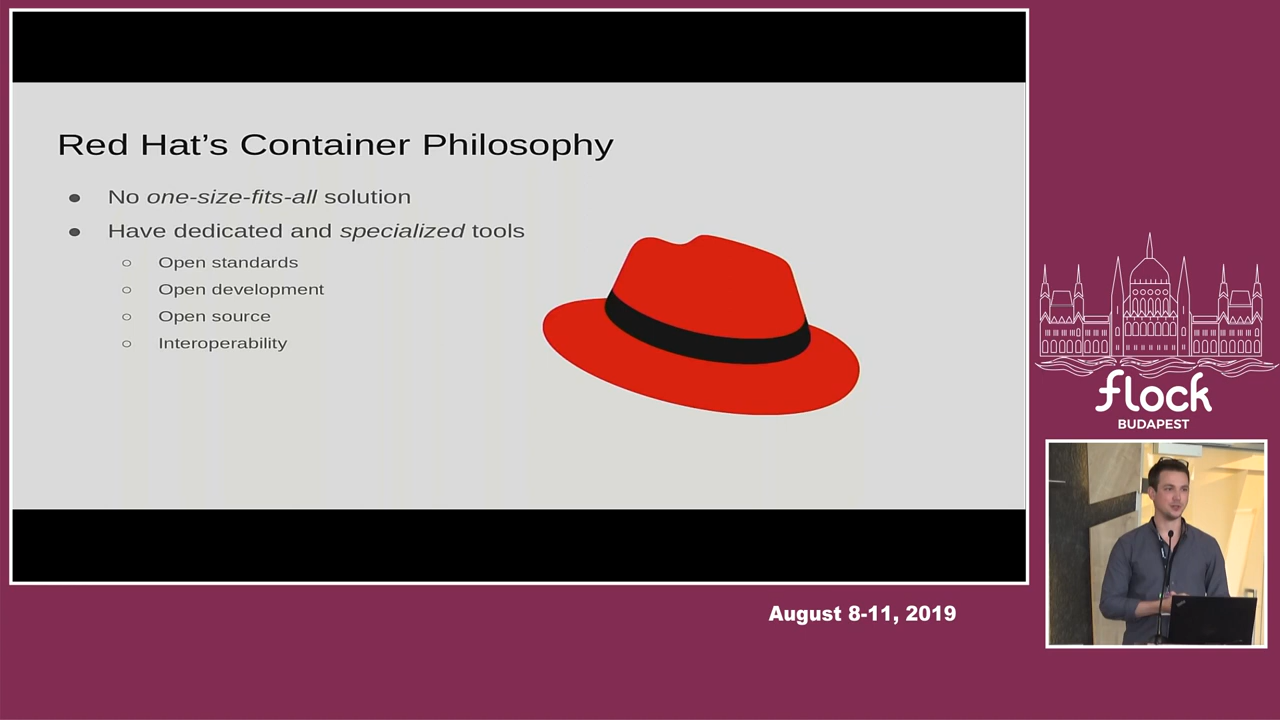 Red Hat’s Container Philosophy
● No one-size-fits-all solution
● Have dedicated and specialized tools
○ Open standards
○ Open development
○ Open source
○ Interoperability
flock
BUDAPEST
August 8-11, 2019